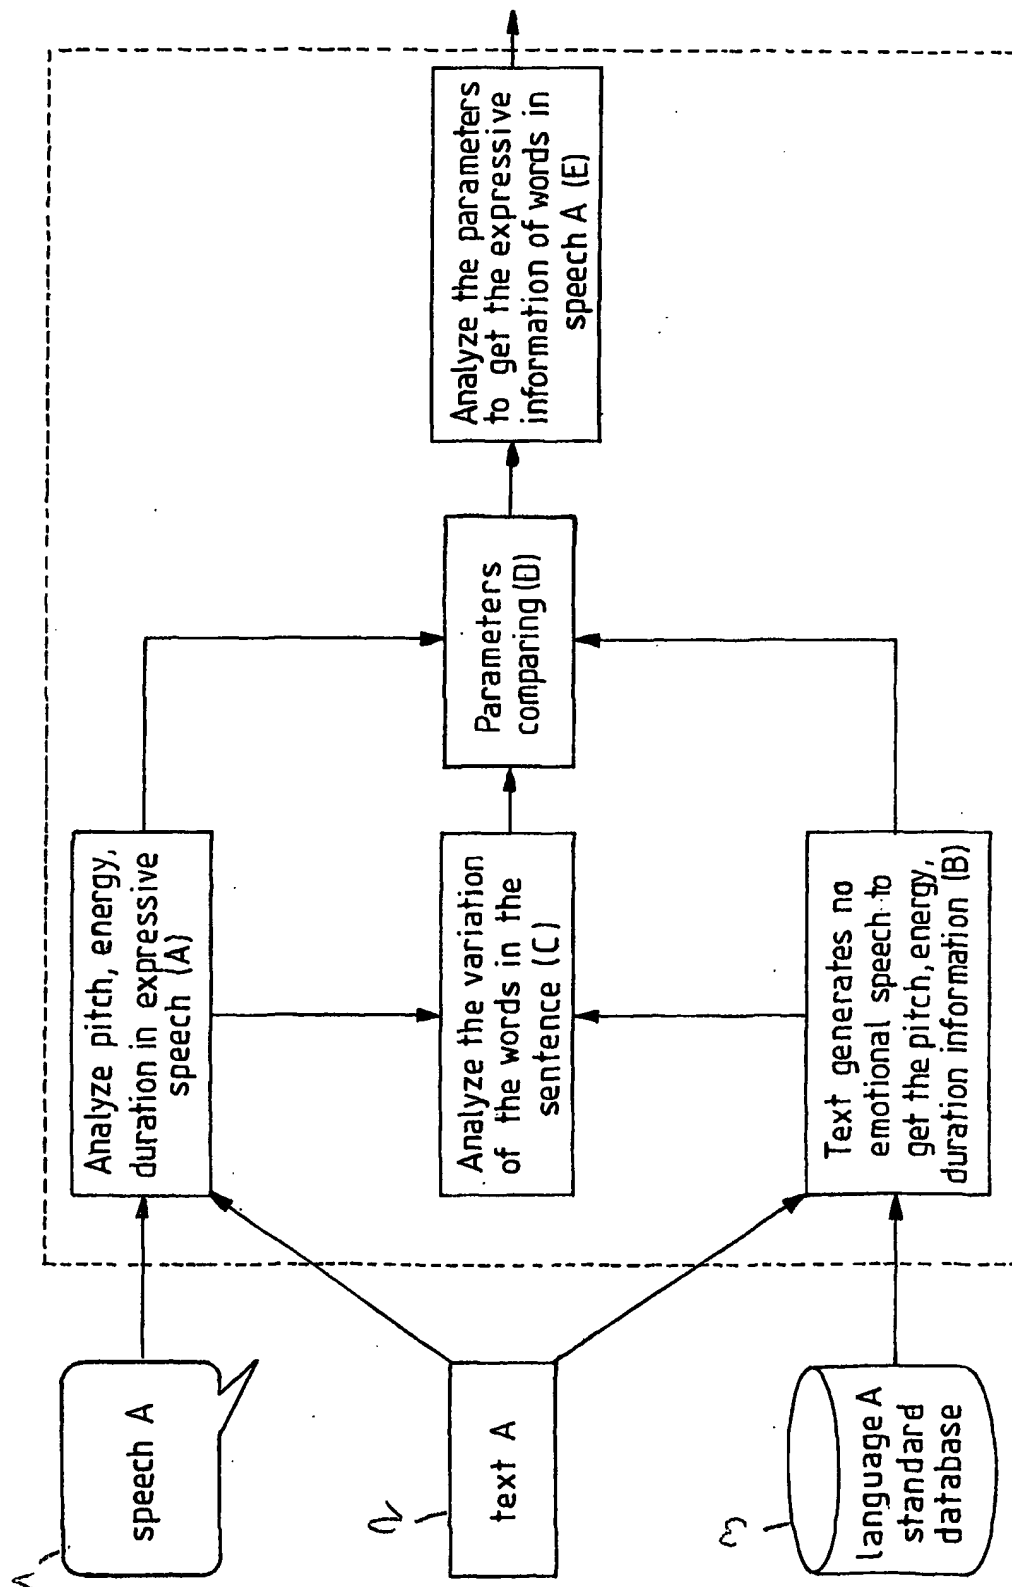 speech A
text A
language A
standard
database
Analyze pitch, energy,
duration in expressive
speech (A)
Analyze the variation
of the words in the
sentence (C)
Text generates no
emotional speech to
get the pitch, energy,
duration information (B)
Parameters
comparing (D)
Analyze the parameters
to get the expressive
information of words in
speech A (E)